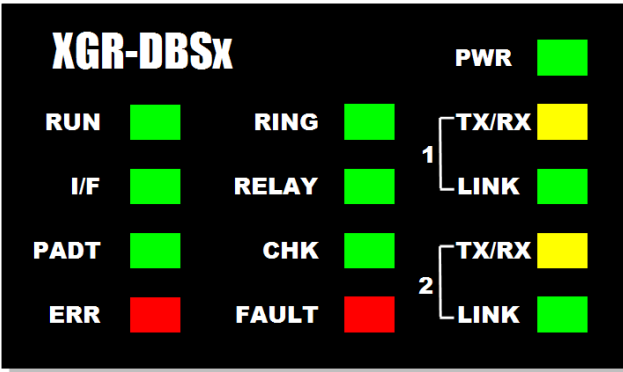 XGR-DBSx
PWR
RUN RING TX/RX
1
I/F RELAY LINK
PADT CHK TX/RX
2
ERR FAULT LINK